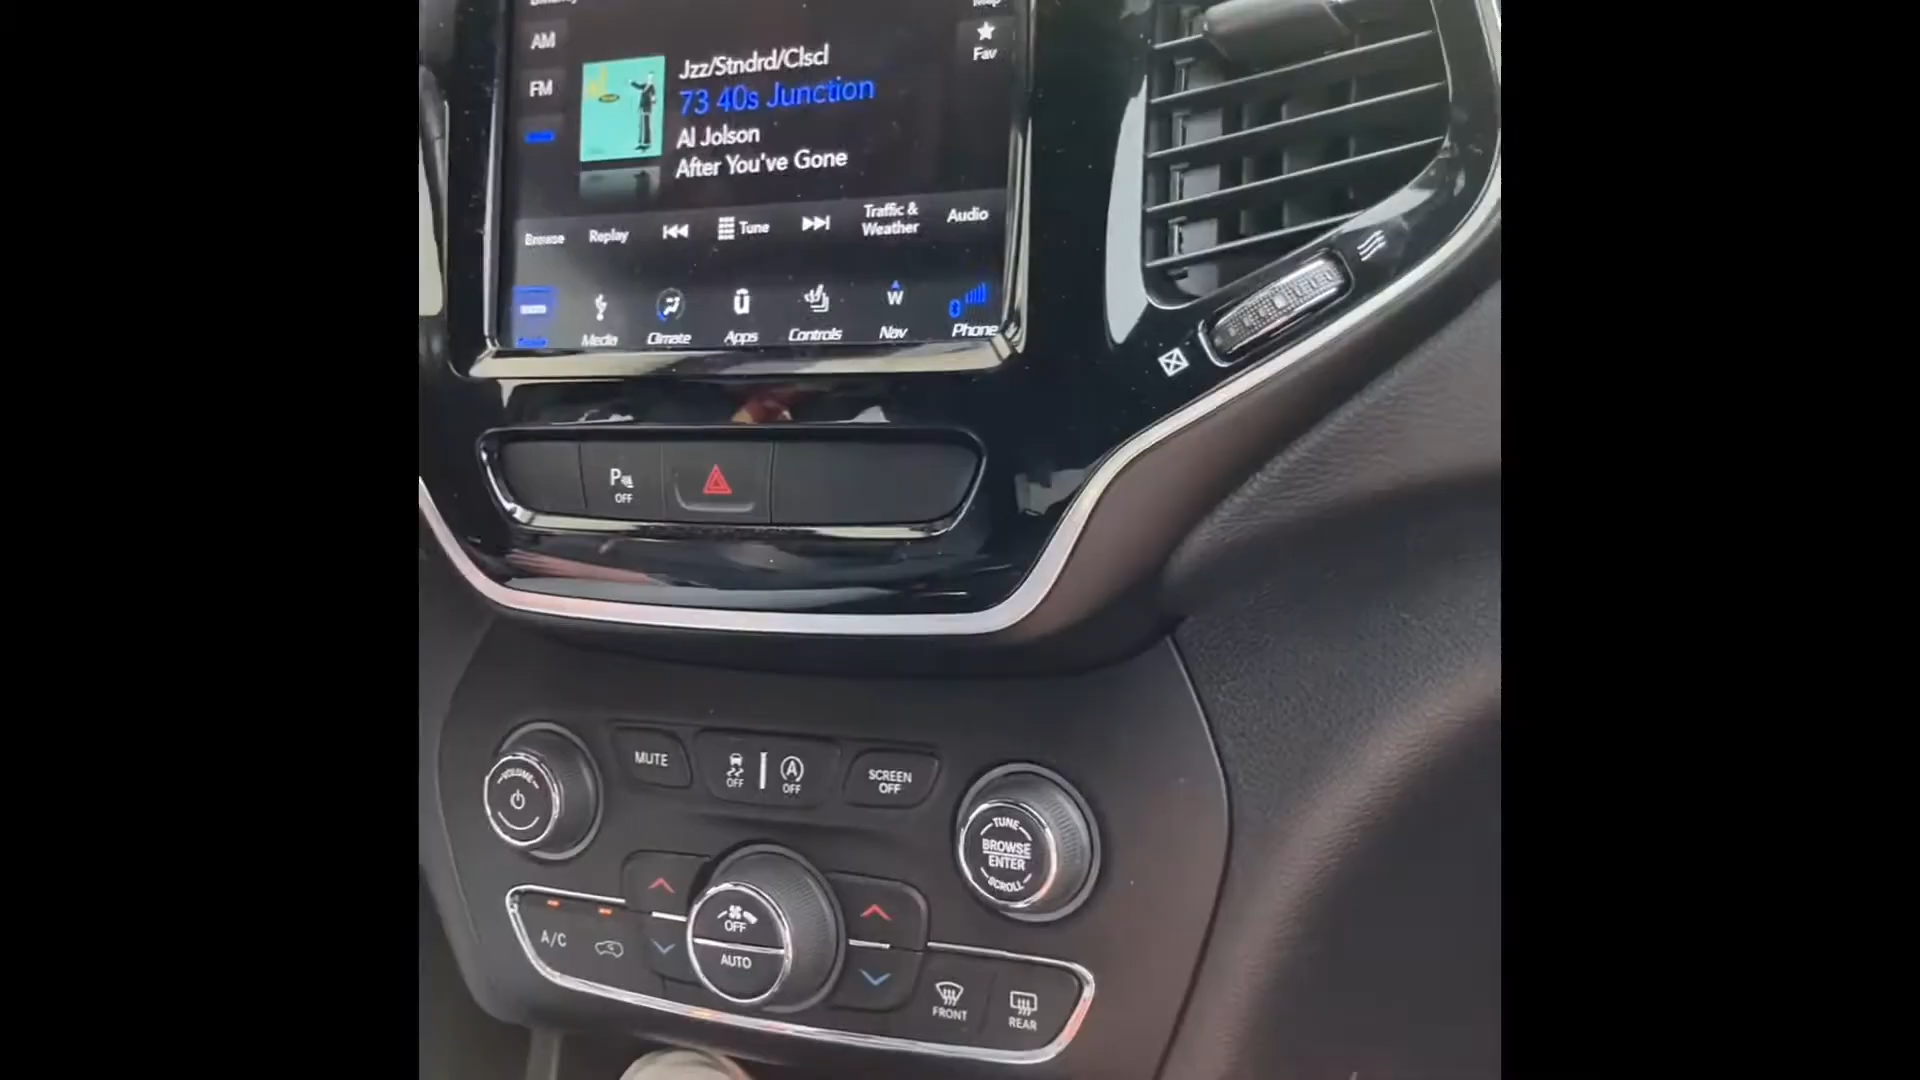 AM
FM
Map
Fav
Jzz/Stndrd/Clscl
73 40s Junction
Al Jolson
After You've Gone
Browse
Replay
Tune
Traffic &
Weather
Audio
Media
Climate
Apps
Controls
W
Nav
Phone
P
OFF
VOLUME
MUTE
OFF
A
OFF
SCREEN
OFF
TUNE
BROWSE
ENTER
SCROLL
A/C
OFF
AUTO
FRONT
REAR